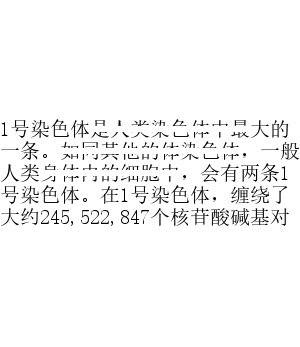 1号染色体是人类染色体中最大的
一条。如同其他的体染色体，一般
人类身体内的细胞中，会有两条1
号染色体。在1号染色体，缠绕了
大约245,522,847个核苷酸碱基对